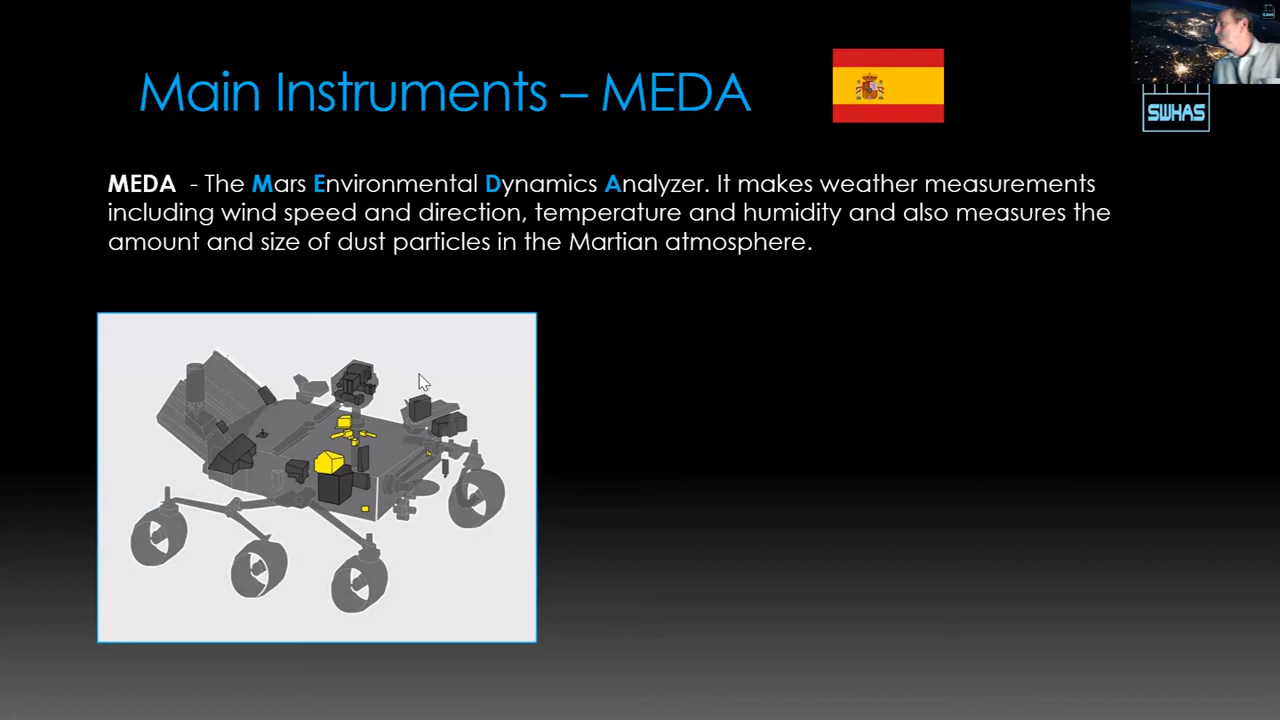 Main Instruments – MEDA
SWHAS
MEDA - The Mars Environmental Dynamics Analyzer. It makes weather measurements
including wind speed and direction, temperature and humidity and also measures the
amount and size of dust particles in the Martian atmosphere.